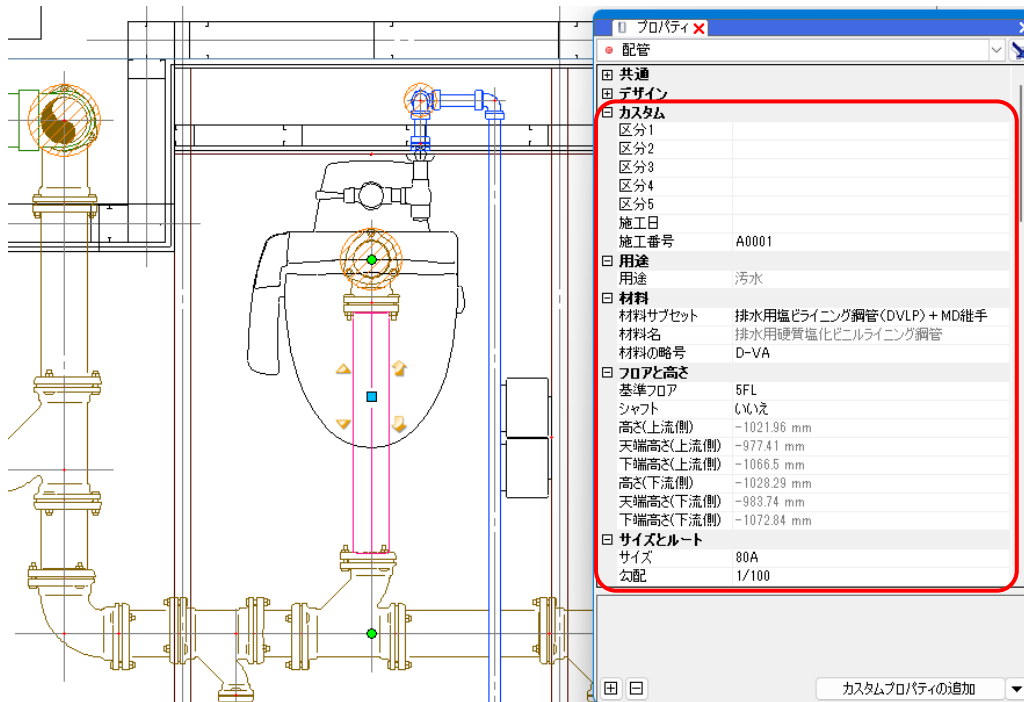 プロパティ
配管
共通
デザイン
カスタム
区分1
区分2
区分3
区分4
区分5
施工日
施工番号 A0001
用途
用途 汚水
材料
材料サブセット 排水用塩ビライニング鋼管(DVLP)+MD継手
材料名 排水用硬質塩化ビニルライニング鋼管
材料の略号 D-VA
フロアと高さ
基準フロア 5FL
シャフト いいえ
高さ(上流側) -1021.96 mm
天端高さ(上流側) -977.41 mm
下端高さ(上流側) -1066.5 mm
高さ(下流側) -1028.29 mm
天端高さ(下流側) -983.74 mm
下端高さ(下流側) -1072.84 mm
サイズとルート
サイズ 80A
勾配 1/100
カスタムプロパティの追加